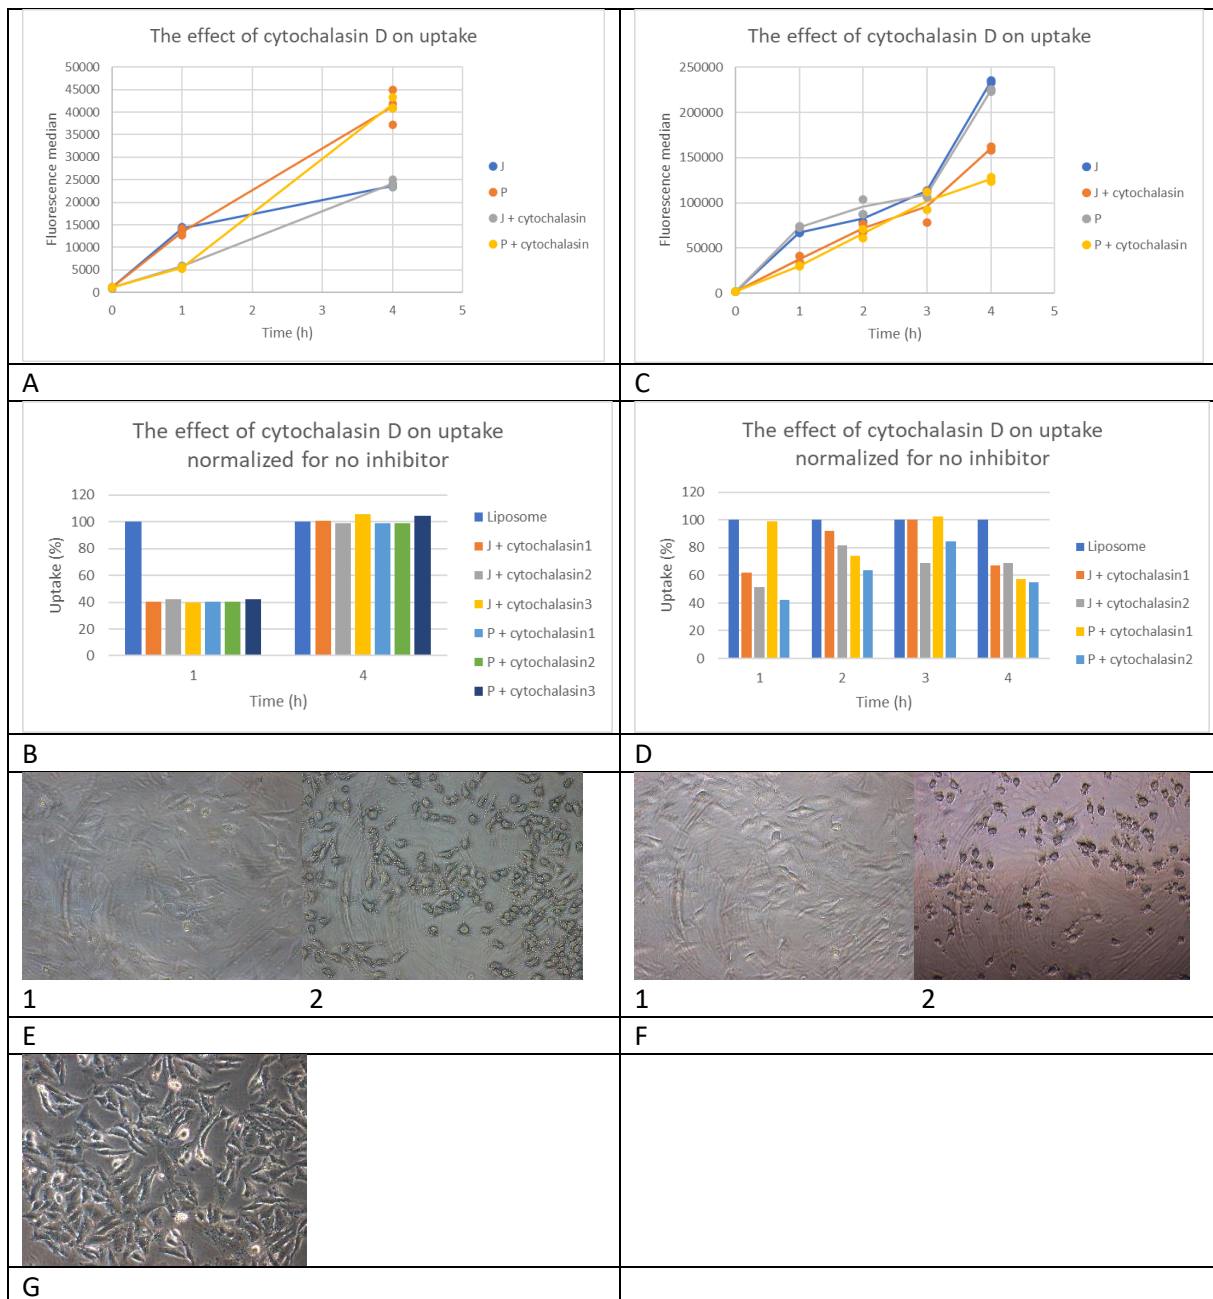 The effect of cytochalasin D on uptake
50000
45000
40000
35000
30000
25000
20000
15000
10000
5000
0
Fluorescence median
0 1 2 3 4 5
Time (h)
J
P
J + cytochalasin
P + cytochalasin
A
The effect of cytochalasin D on uptake
250000
200000
150000
100000
50000
0
Fluorescence median
0 1 2 3 4 5
Time (h)
J
J + cytochalasin
P
P + cytochalasin
C
The effect of cytochalasin D on uptake
normalized for no inhibitor
120
100
80
60
40
20
0
Uptake (%)
1 4
Time (h)
Liposome
J + cytochalasin1
J + cytochalasin2
J + cytochalasin3
P + cytochalasin1
P + cytochalasin2
P + cytochalasin3
B
The effect of cytochalasin D on uptake
normalized for no inhibitor
120
100
80
60
40
20
0
Uptake (%)
1 2 3 4
Time (h)
Liposome
J + cytochalasin1
J + cytochalasin2
P + cytochalasin1
P + cytochalasin2
D
1 2
E
1 2
F
G